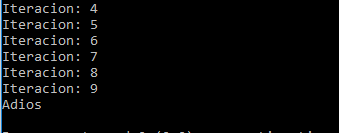 Iteracion: 4
Iteracion: 5
Iteracion: 6
Iteracion: 7
Iteracion: 8
Iteracion: 9
Adios